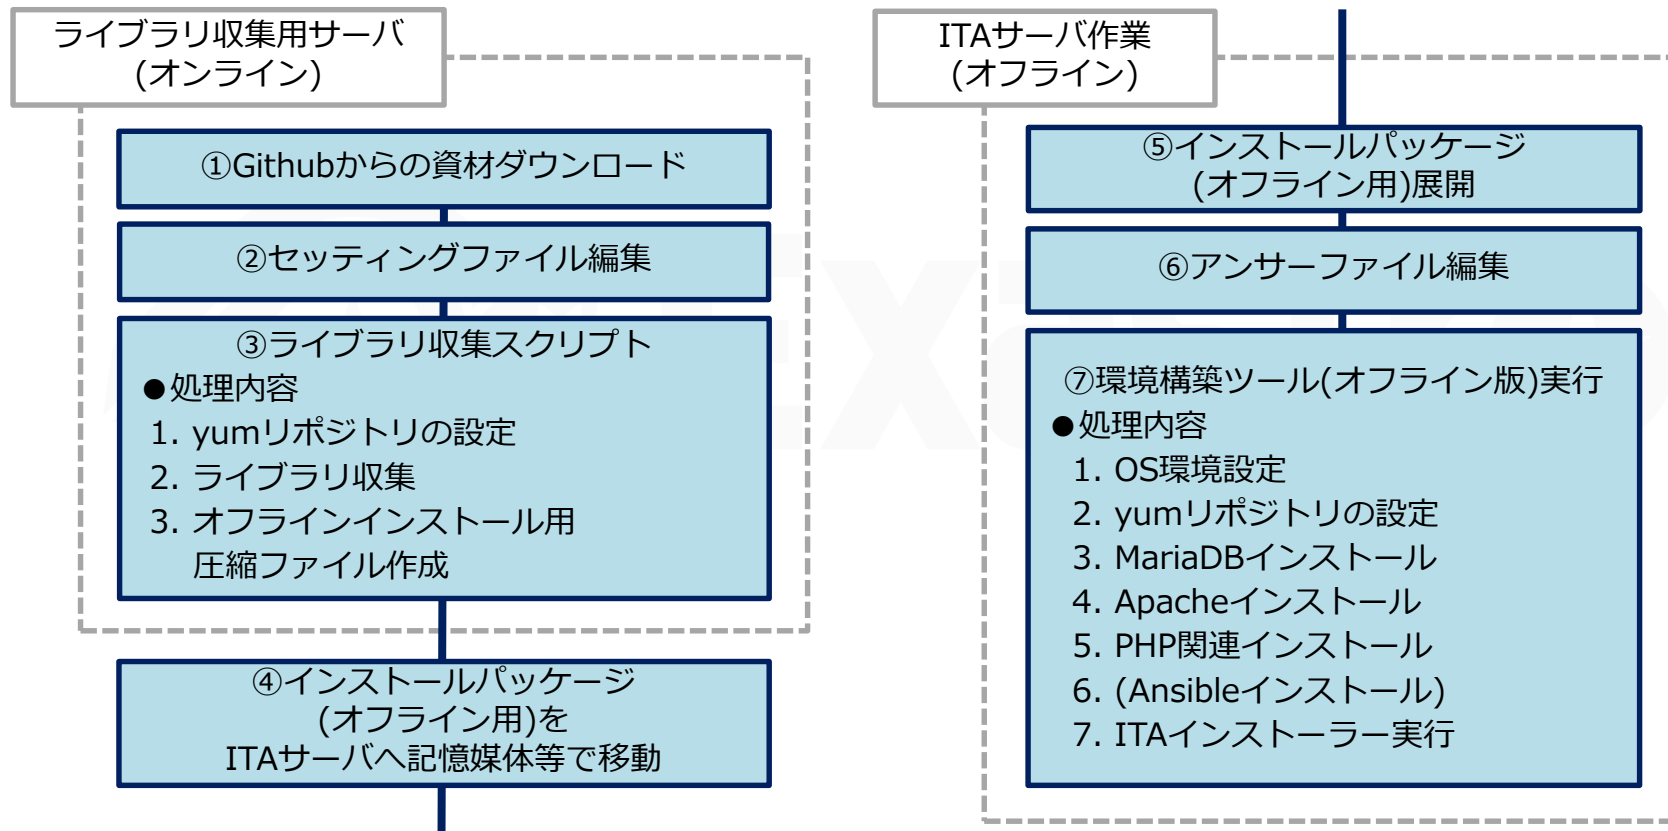 ライブラリ収集用サーバ
(オンライン)
①Githubからの資材ダウンロード
②セッティングファイル編集
③ライブラリ収集スクリプト
●処理内容
1. yumリポジトリの設定
2. ライブラリ収集
3. オフラインインストール用
圧縮ファイル作成
④インストールパッケージ
(オフライン用)を
ITAサーバへ記憶媒体等で移動
ITAサーバ作業
(オフライン)
⑤インストールパッケージ
(オフライン用)展開
⑥アンサーファイル編集
⑦環境構築ツール(オフライン版)実行
●処理内容
1. OS環境設定
2. yumリポジトリの設定
3. MariaDBインストール
4. Apacheインストール
5. PHP関連インストール
6. (Ansibleインストール)
7. ITAインストーラー実行